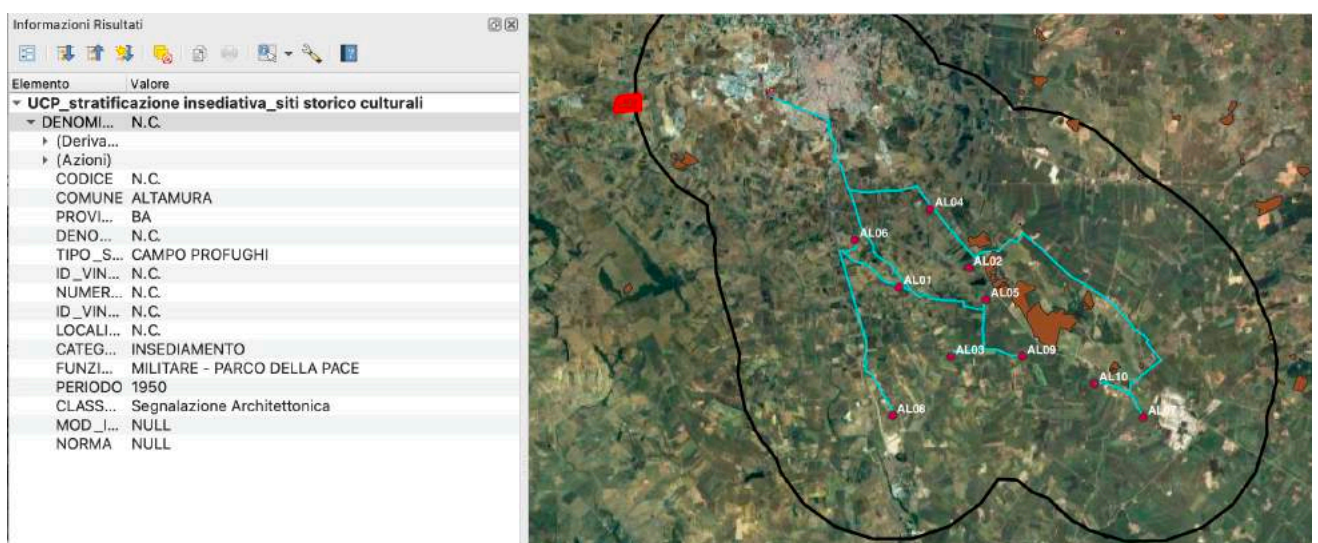 Informazioni Risultati
Elemento Valore
UCP_stratificazione insediativa_siti storico culturali
DENOMI... N.C.
(Deriva...
(Azioni)
CODICE N.C.
COMUNE ALTAMURA
PROVI... BA
DENO... N.C.
TIPO_S... CAMPO PROFUGHI
ID_VIN... N.C.
NUMER... N.C.
ID_VIN... N.C.
LOCALI... N.C.
CATEG... INSEDIAMENTO
FUNZI... MILITARE - PARCO DELLA PACE
PERIODO 1950
CLASS... Segnalazione Architettonica
MOD_I... NULL
NORMA NULL
AL04
AL06
AL02
AL01
AL05
AL03
AL09
AL10
AL08
AL07